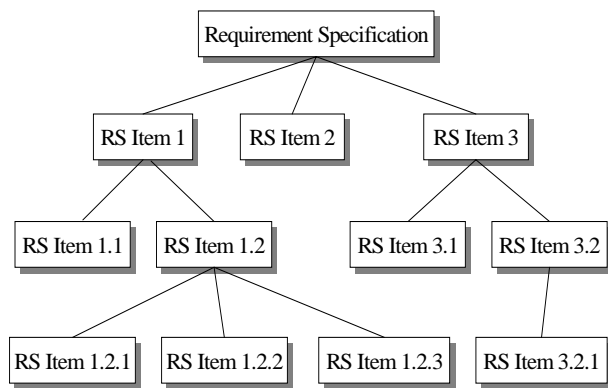 Requirement Specification
RS Item 1
RS Item 2
RS Item 3
RS Item 1.1
RS Item 1.2
RS Item 3.1
RS Item 3.2
RS Item 1.2.1
RS Item 1.2.2
RS Item 1.2.3
RS Item 3.2.1